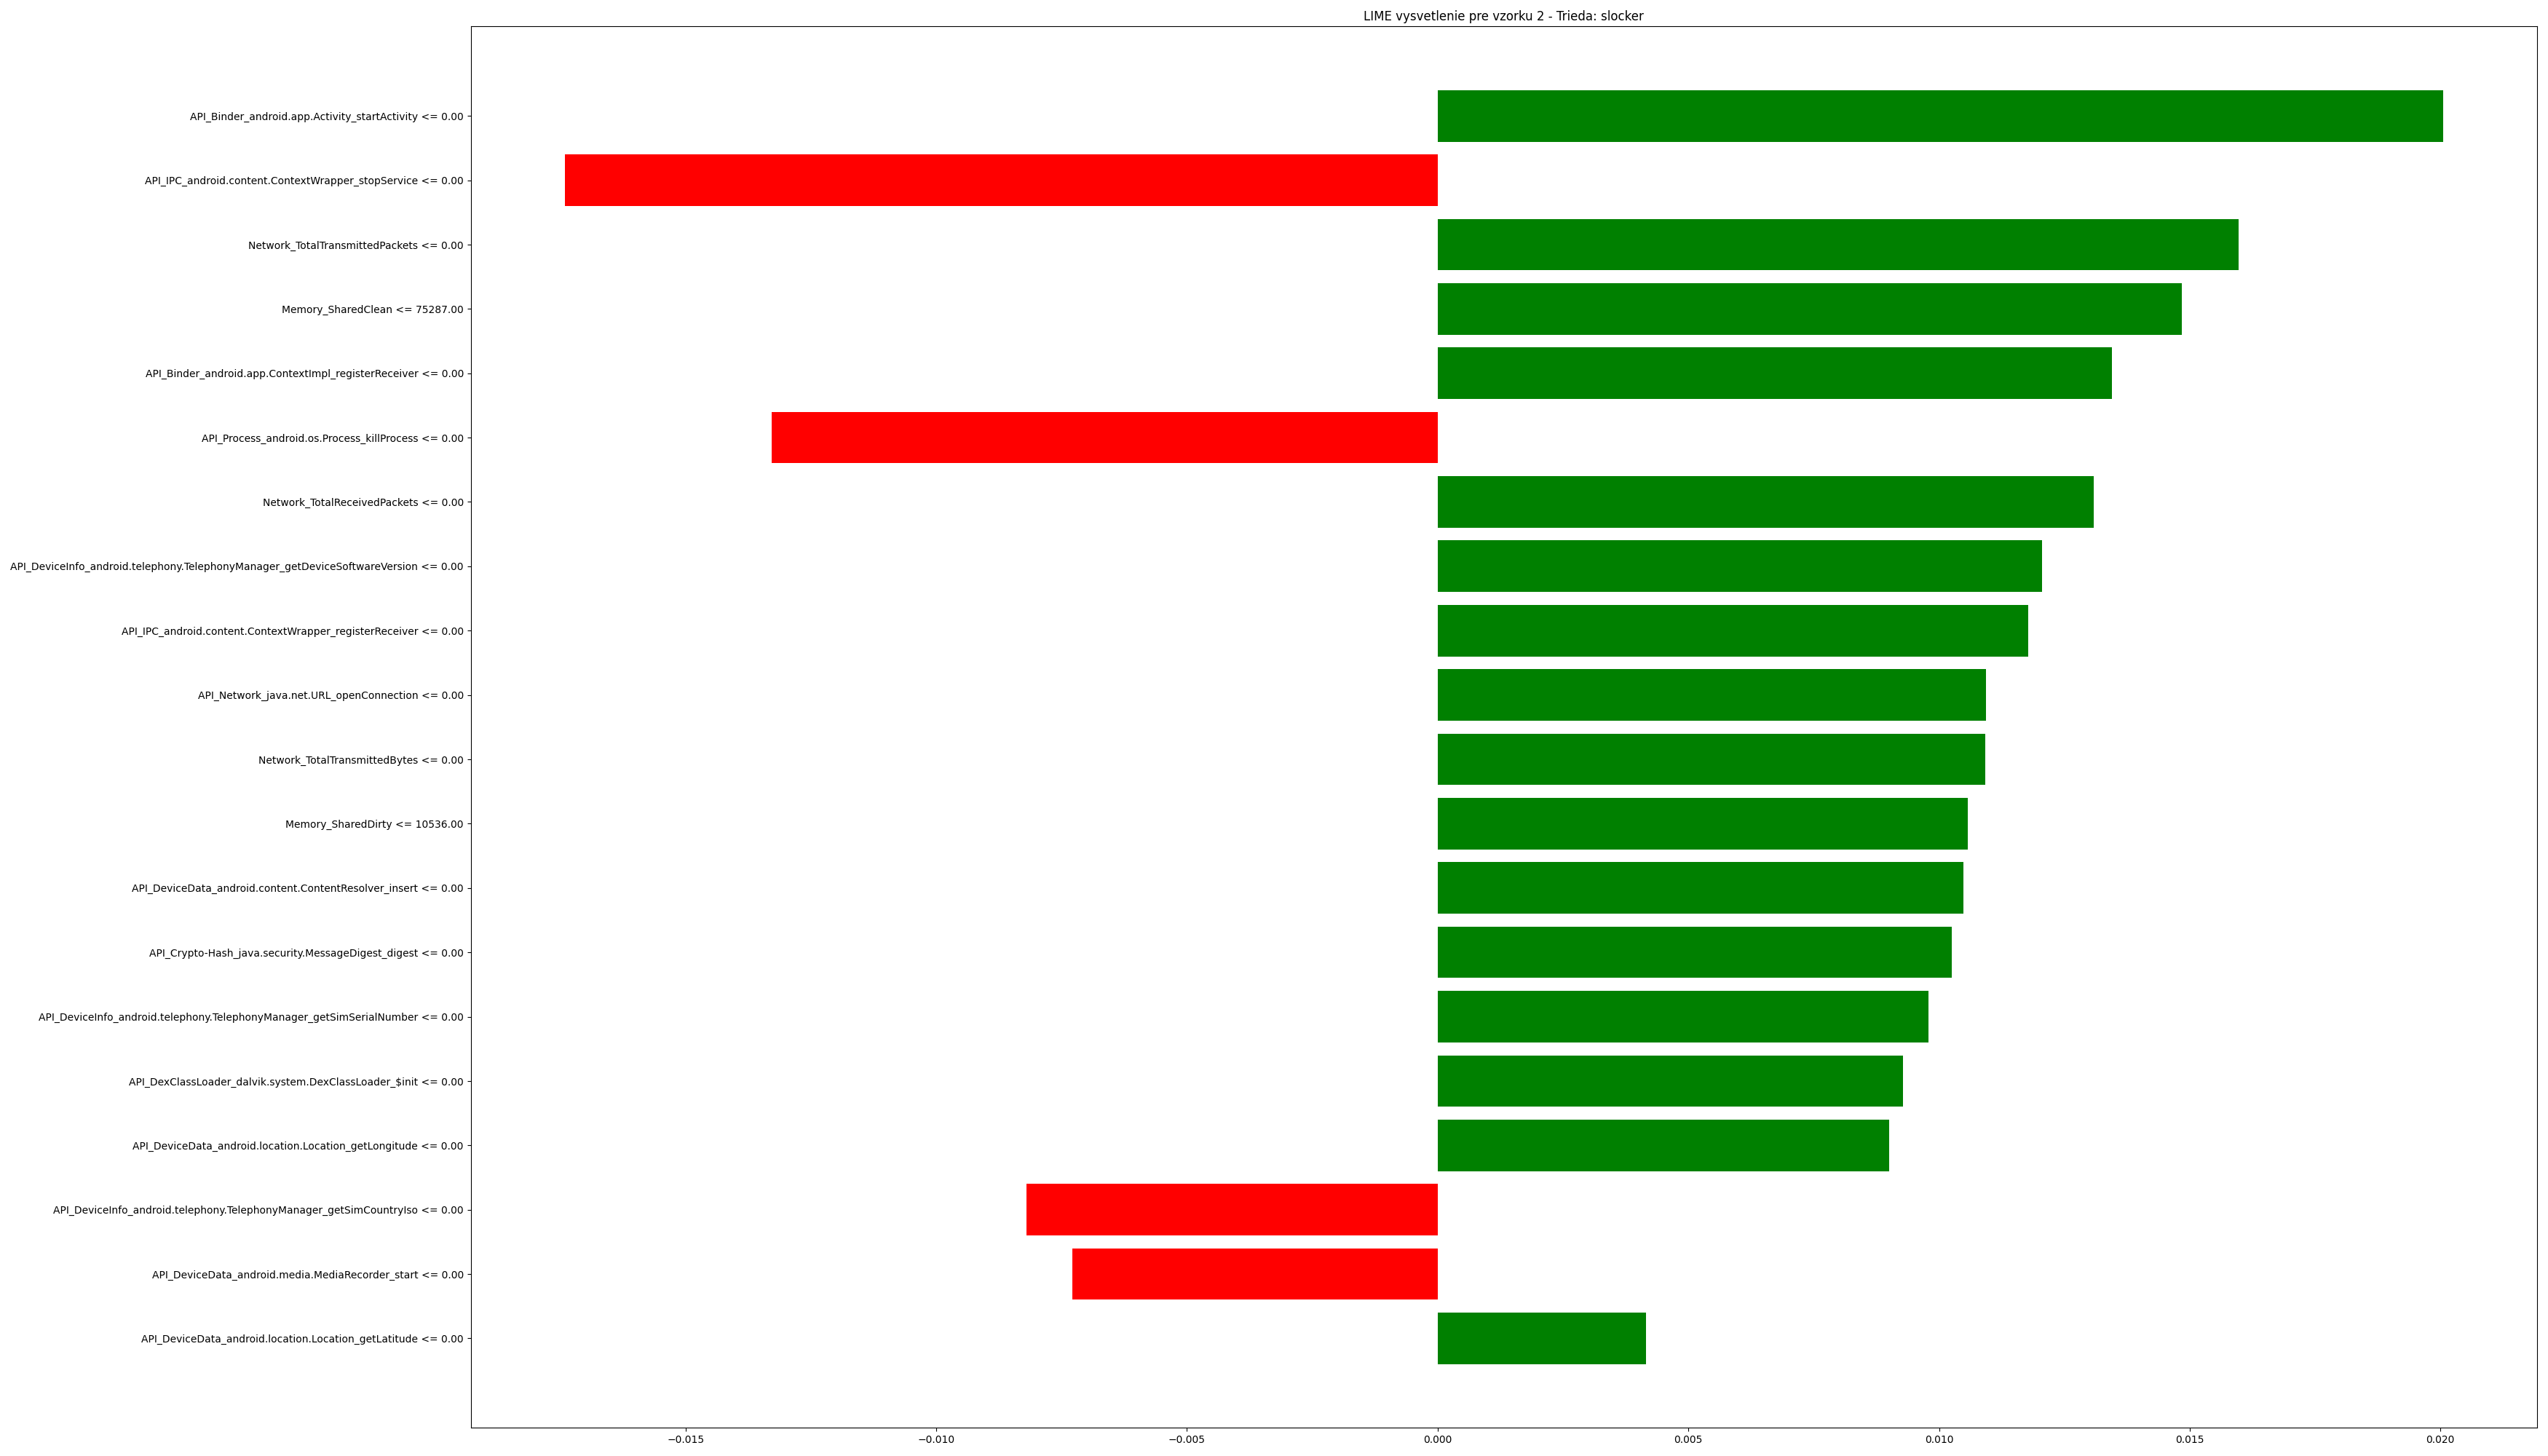 LIME vysvetlenie pre vzorku 2 - Trieda: slocker
API_Binder_android.app.Activity_startActivity <= 0.00
API_IPC_android.content.ContextWrapper_stopService <= 0.00
Network_TotalTransmittedPackets <= 0.00
Memory_SharedClean <= 75287.00
API_Binder_android.app.ContextImpl_registerReceiver <= 0.00
API_Process_android.os.Process_killProcess <= 0.00
Network_TotalReceivedPackets <= 0.00
API_DeviceInfo_android.telephony.TelephonyManager_getDeviceSoftwareVersion <= 0.00
API_IPC_android.content.ContextWrapper_registerReceiver <= 0.00
API_Network_java.net.URL_openConnection <= 0.00
Network_TotalTransmittedBytes <= 0.00
Memory_SharedDirty <= 10536.00
API_DeviceData_android.content.ContentResolver_insert <= 0.00
API_Crypto-Hash_java.security.MessageDigest_digest <= 0.00
API_DeviceInfo_android.telephony.TelephonyManager_getSimSerialNumber <= 0.00
API_DexClassLoader_dalvik.system.DexClassLoader_$init <= 0.00
API_DeviceData_android.location.Location_getLongitude <= 0.00
API_DeviceInfo_android.telephony.TelephonyManager_getSimCountryIso <= 0.00
API_DeviceData_android.media.MediaRecorder_start <= 0.00
API_DeviceData_android.location.Location_getLatitude <= 0.00
−0.015 −0.010 −0.005 0.000 0.005 0.010 0.015 0.020